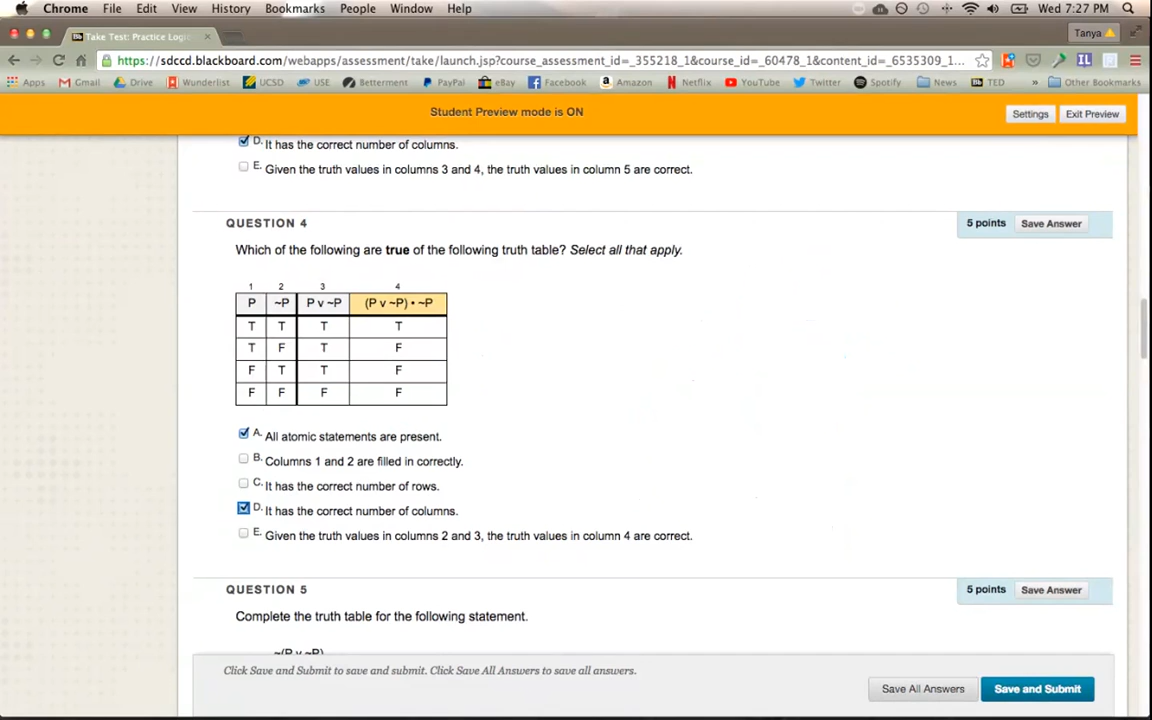 Chrome File Edit View History Bookmarks People Window Help Wed 7:27 PM
Take Test: Practice Logic
Tanya
https://sdccd.blackboard.com/webapps/assessment/take/launch.jsp?course_assessment_id=_355218_1&course_id=_60478_1&content_id=_6535309_1...
Apps Gmail Drive Wunderlist UCSD USE Betterment PayPal eBay Facebook Amazon Netflix YouTube Twitter Spotify News TED » Other Bookmarks
Student Preview mode is ON
Settings Exit Preview
D. It has the correct number of columns.
E. Given the truth values in columns 3 and 4, the truth values in column 5 are correct.
QUESTION 4
5 points Save Answer
Which of the following are true of the following truth table? Select all that apply.
1 2 3 4
P ~P P v ~P (P v ~P) • ~P
T T T T
T F T F
F T T F
F F F F
A. All atomic statements are present.
B. Columns 1 and 2 are filled in correctly.
C. It has the correct number of rows.
D. It has the correct number of columns.
E. Given the truth values in columns 2 and 3, the truth values in column 4 are correct.
QUESTION 5
5 points Save Answer
Complete the truth table for the following statement.
~(P v ~P)
Click Save and Submit to save and submit. Click Save All Answers to save all answers.
Save All Answers Save and Submit